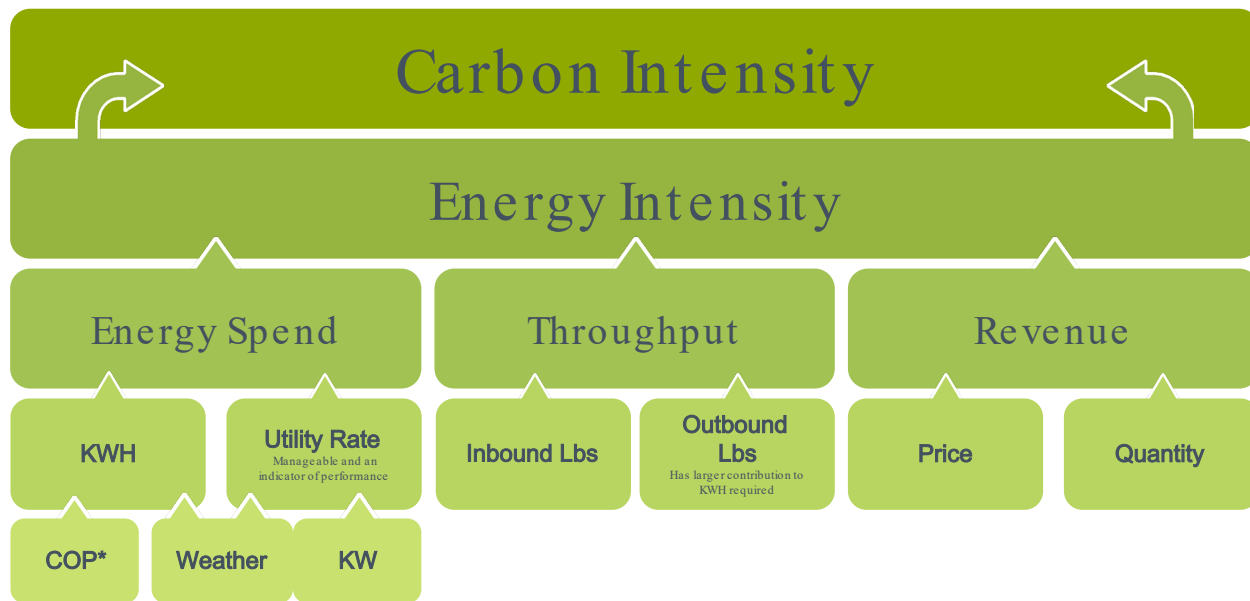 Carbon Intensity
Energy Intensity
Energy Spend
Throughput
Revenue
KWH
Utility Rate
Manageable and an
indicator of performance
Inbound Lbs
Outbound
Lbs
Has larger contribution to
KWH required
Price
Quantity
COP*
Weather
KW